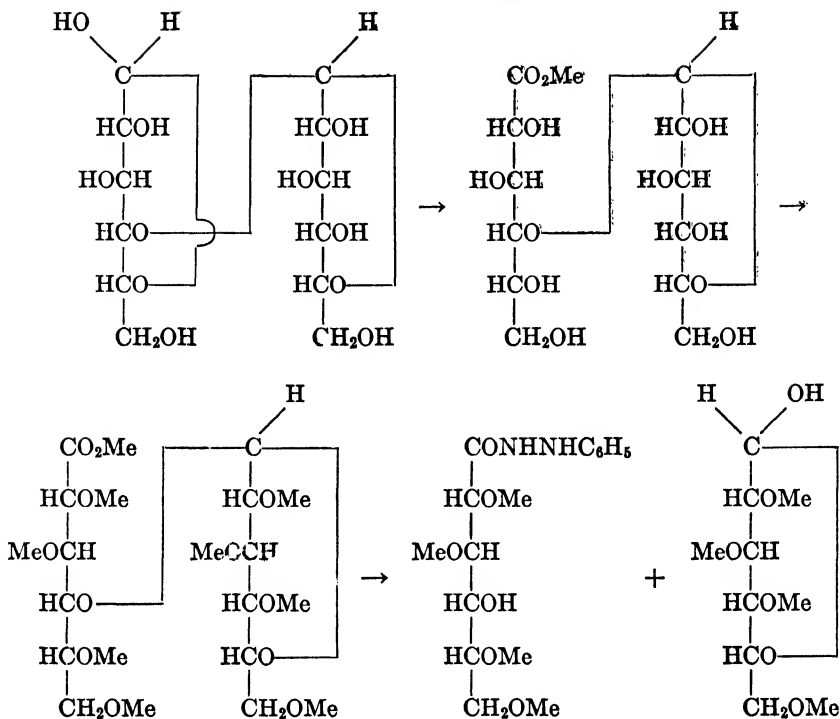 HO H H H
C C CO₂Me C
HCOH HCOH HCOH HCOH
HOCH HOCH HOCH HOCH
HCO HCOH → HCO HCOH →
HCO HCO HCOH HCO
CH₂OH CH₂OH CH₂OH CH₂OH
H H OH
CO₂Me C CONHNHC₆H₅ C
HCOMe HCOMe HCOMe HCOMe
MeOCH MeOCH MeOCH MeOCH
HCO HCOMe → HCOH + HCOMe
HCOMe HCO HCOMe HCO
CH₂OMe CH₂OMe CH₂OMe CH₂OMe